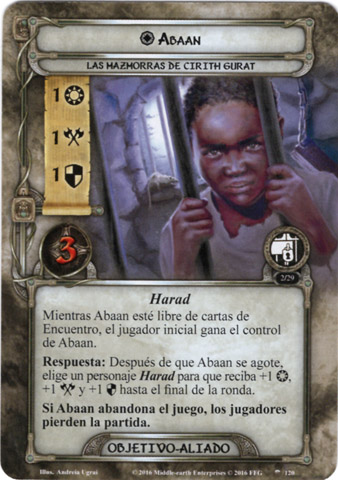 ABAAN
LAS MAZMORRAS DE CIRITH GURAT
1
1
1
3
2/29
Harad
Mientras Abaan esté libre de cartas de
Encuentro, el jugador inicial gana el control
de Abaan.
Respuesta: Después de que Abaan se agote,
elige un personaje Harad para que reciba +1
+1 y +1 hasta el final de la ronda.
Si Abaan abandona el juego, los jugadores
pierden la partida.
OBJETIVO-ALIADO
Illus. Andreia Ugrai ©2016 Middle-earth Enterprises © 2016 FFG 120